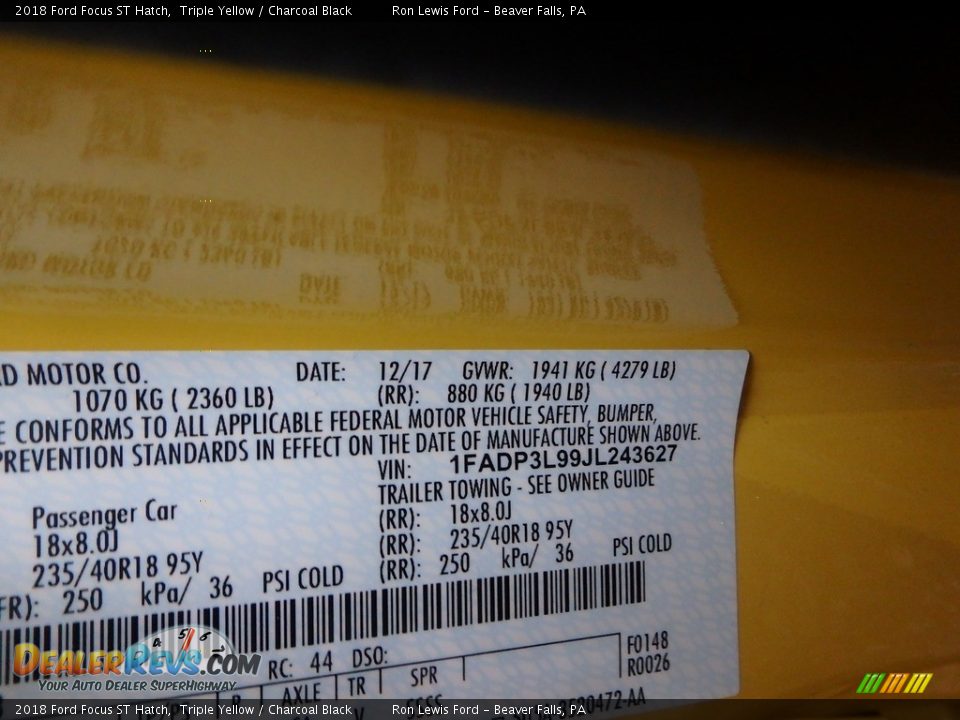 2018 Ford Focus ST Hatch, Triple Yellow / Charcoal Black Ron Lewis Ford - Beaver Falls, PA
MOTOR CO. DATE: 12/17 GVWR: 1941 KG ( 4279 LB)
1070 KG ( 2360 LB) (RR): 880 KG ( 1940 LB)
CONFORMS TO ALL APPLICABLE FEDERAL MOTOR VEHICLE SAFETY, BUMPER,
PREVENTION STANDARDS IN EFFECT ON THE DATE OF MANUFACTURE SHOWN ABOVE.
VIN: 1FADP3L99JL243627
TRAILER TOWING - SEE OWNER GUIDE
Passenger Car (RR): 18x8.0J
18x8.0J (RR): 235/40R18 95Y
235/40R18 95Y (RR): 250 kPa/ 36 PSI COLD
FR): 250 kPa/ 36 PSI COLD
RC: 44 DSO: F0148
AXLE TR SPR R0026
DealerRevs.com
Your Auto Dealer SuperHighway
2018 Ford Focus ST Hatch, Triple Yellow / Charcoal Black Ron Lewis Ford - Beaver Falls, PA